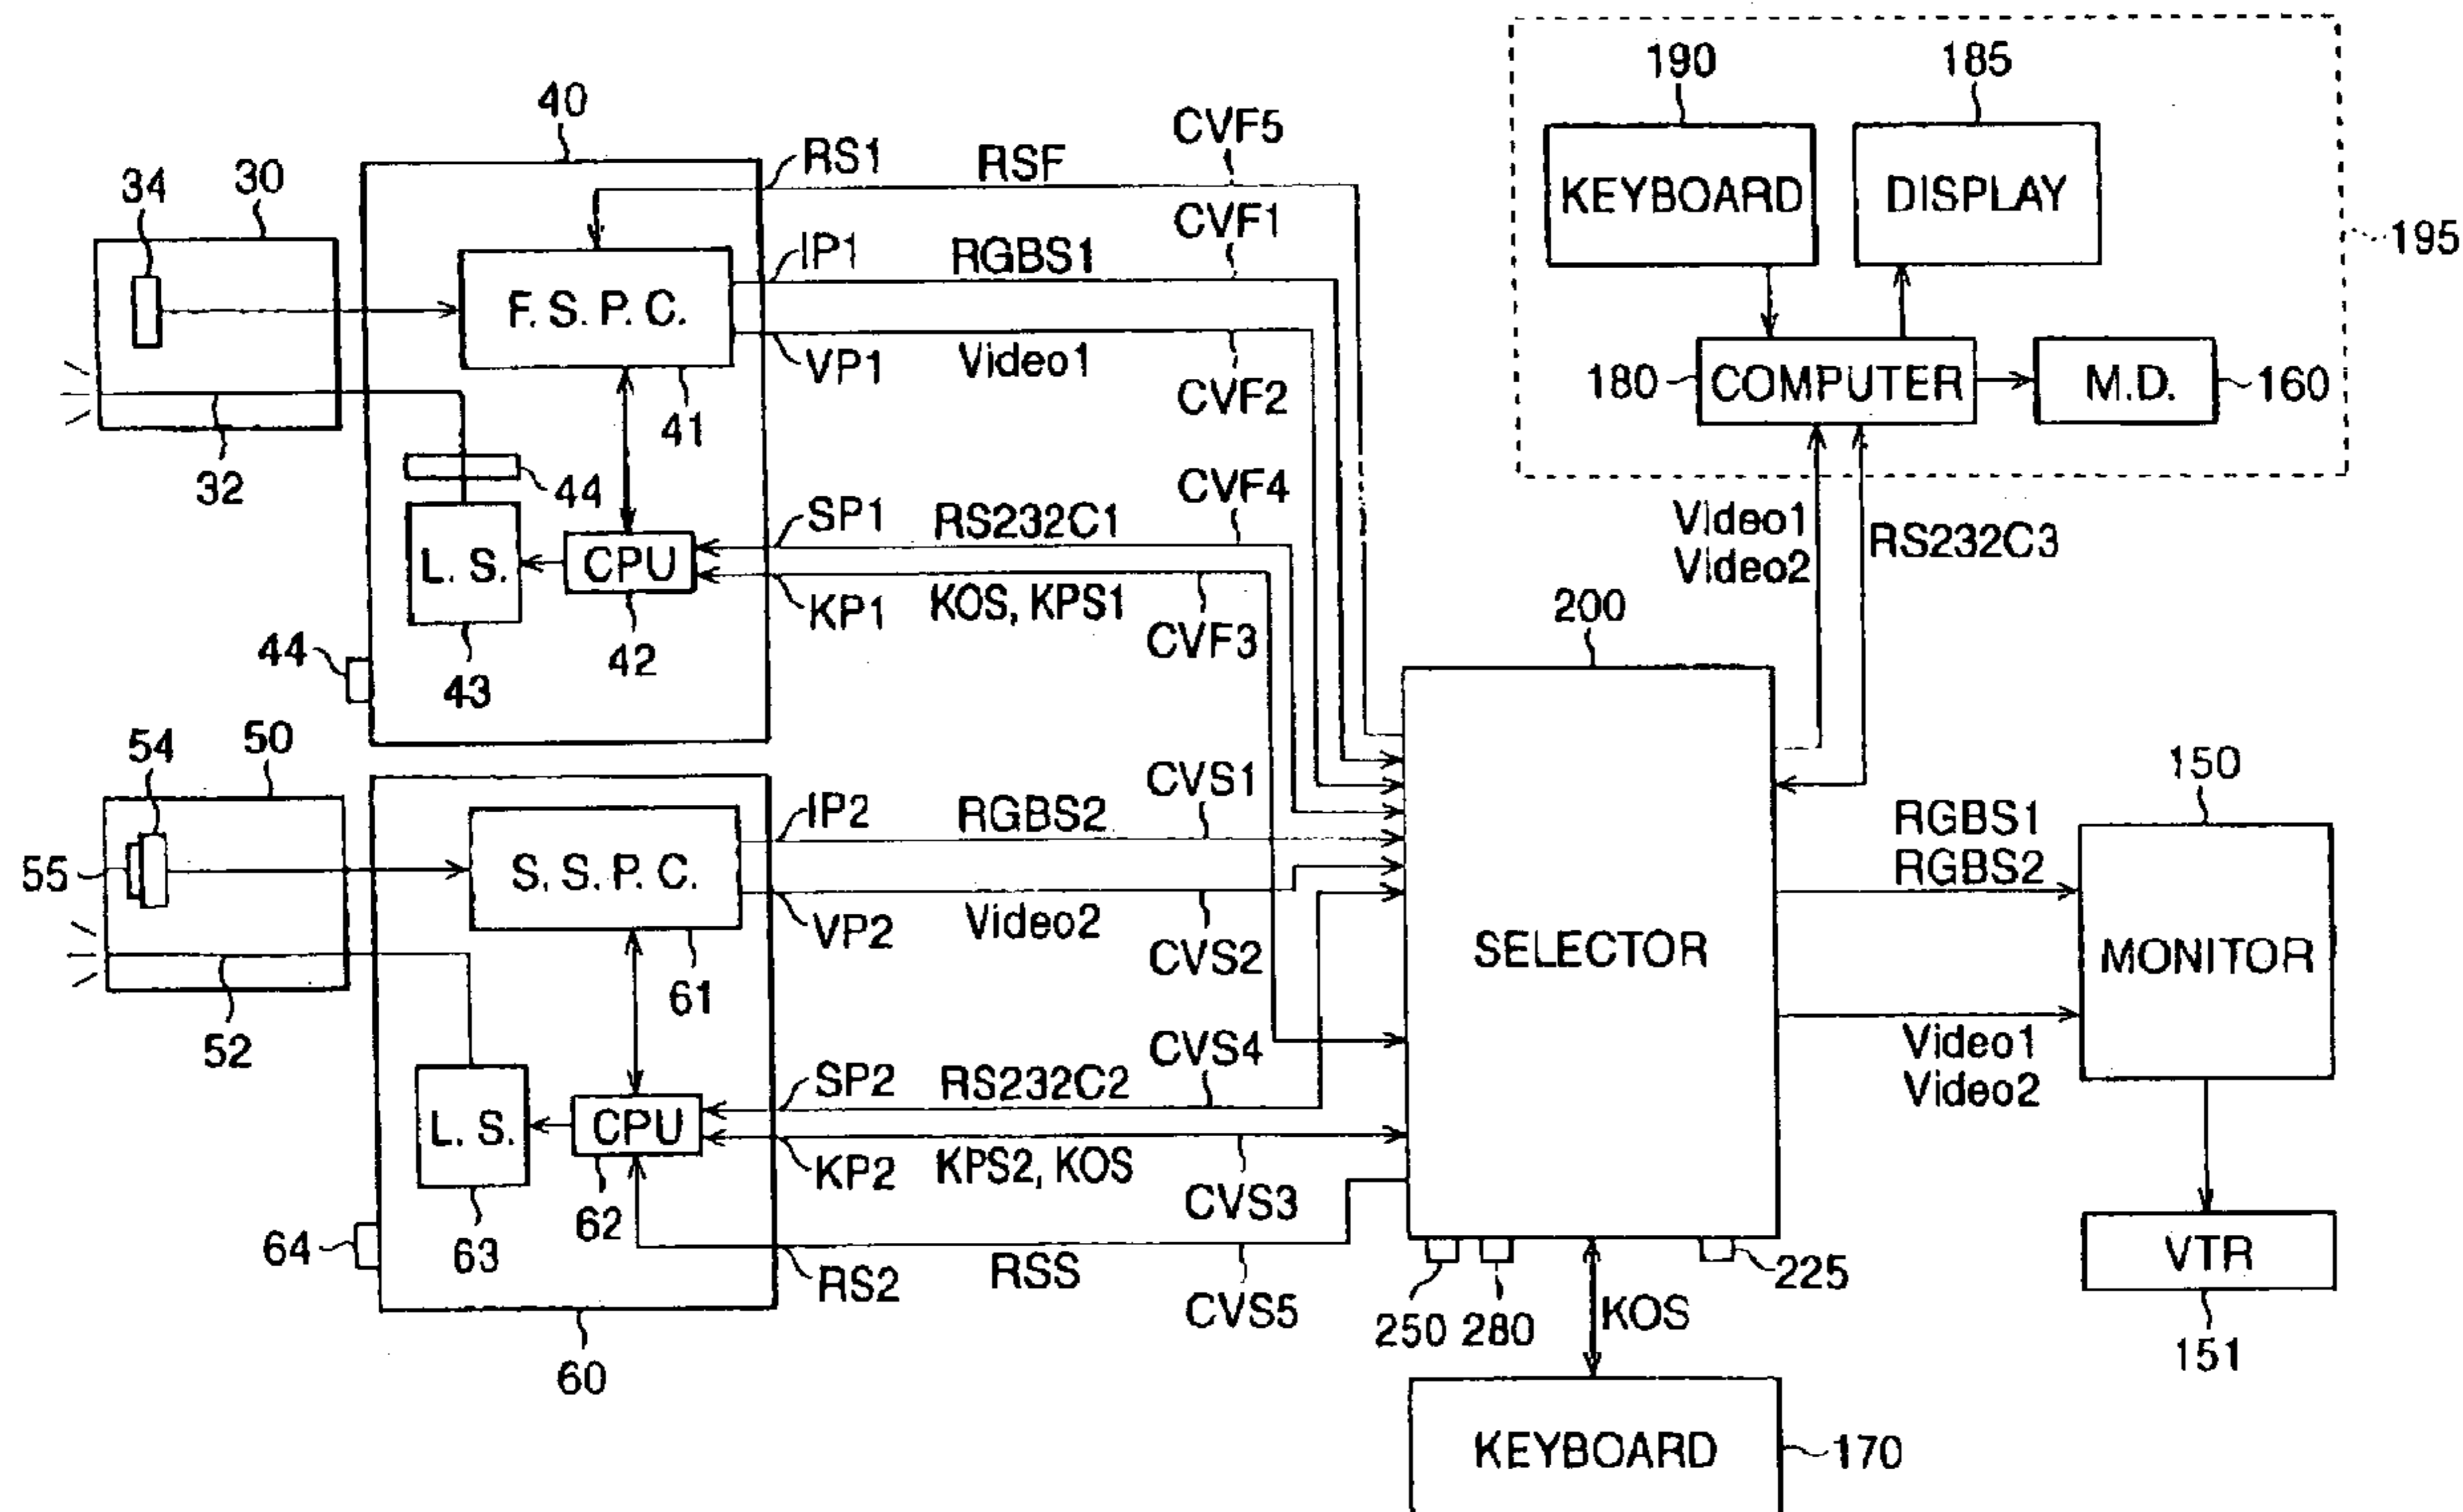 190
185
40
CVF5
RS1
RSF
34
30
KEYBOARD
DISPLAY
CVF1
195
IP1
RGBS1
F. S. P. C.
VP1
Video1
CVF2
180
COMPUTER
M.D.
160
41
32
44
CVF4
SP1
RS232C1
Video1
Video2
RS232C3
L. S.
CPU
KP1
KOS, KPS1
200
CVF3
44
42
43
54
50
CVS1
150
IP2
RGBS2
RGBS1
RGBS2
55
S. S. P. C.
VP2
Video2
CVS2
SELECTOR
MONITOR
61
52
CVS4
Video1
Video2
SP2
RS232C2
L. S.
CPU
KP2
KPS2, KOS
CVS3
62
64
63
RSS
RS2
VTR
225
CVS5
250
280
KOS
151
60
KEYBOARD
170